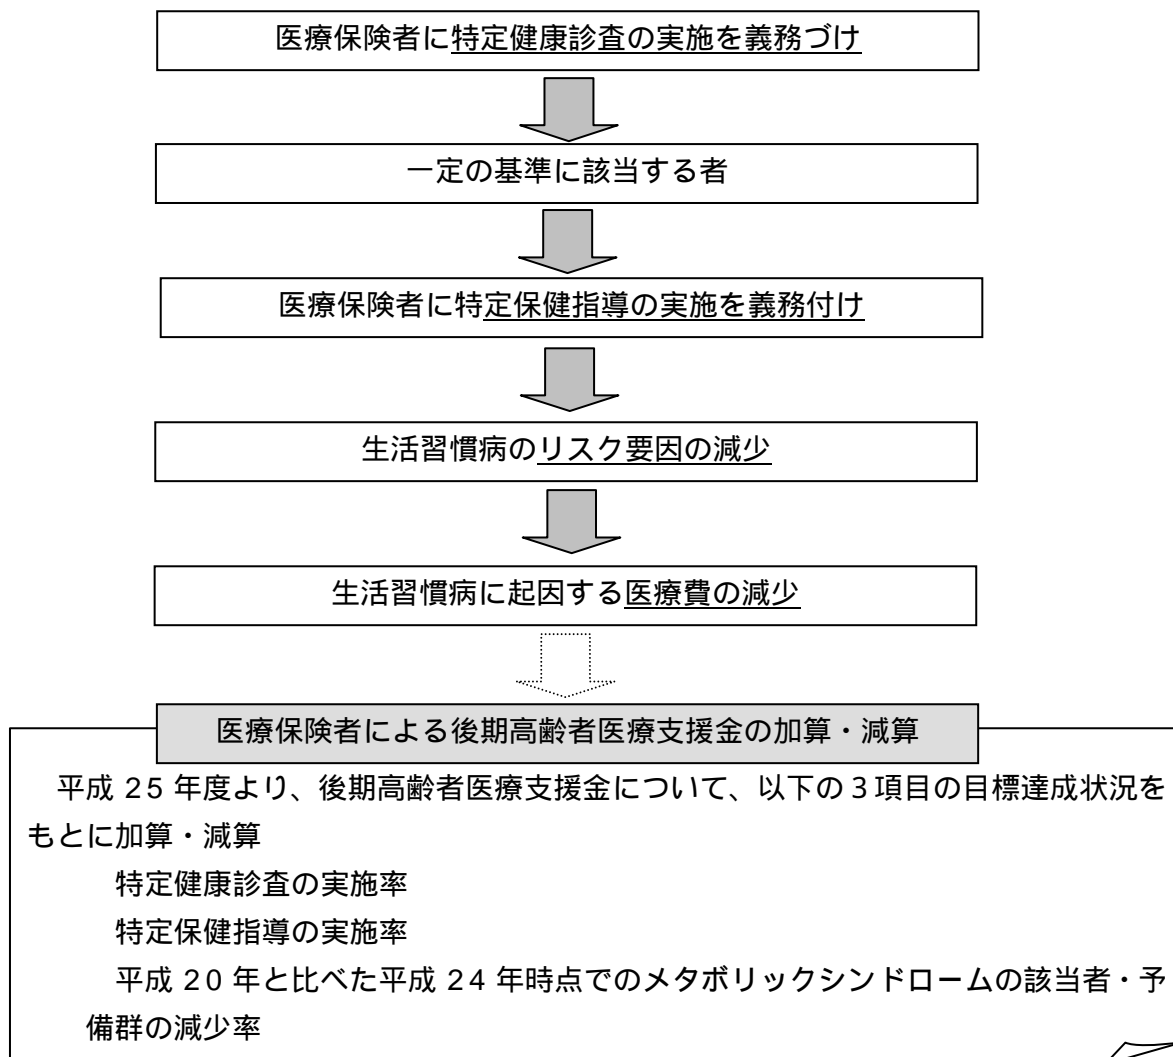 医療保険者に特定健康診査の実施を義務づけ
一定の基準に該当する者
医療保険者に特定保健指導の実施を義務付け
生活習慣病のリスク要因の減少
生活習慣病に起因する医療費の減少
医療保険者による後期高齢者医療支援金の加算・減算
平成 25 年度より、後期高齢者医療支援金について、以下の3項目の目標達成状況を
もとに加算・減算
特定健康診査の実施率
特定保健指導の実施率
平成 20 年と比べた平成 24 年時点でのメタボリックシンドロームの該当者・予
備群の減少率